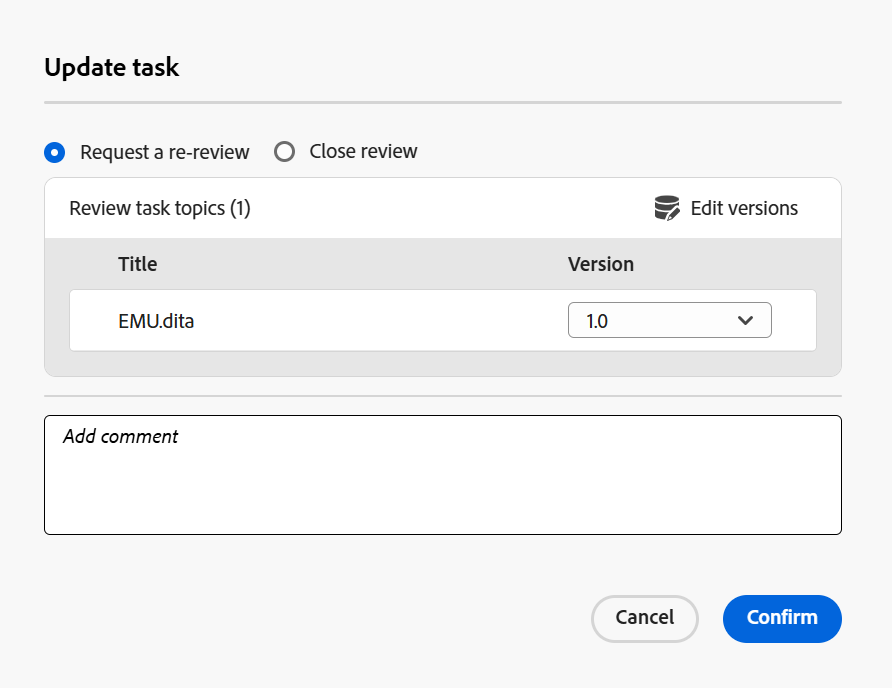 Update task
Request a re-review Close review
Review task topics (1) Edit versions
Title Version
EMU.dita 1.0
Add comment
Cancel Confirm